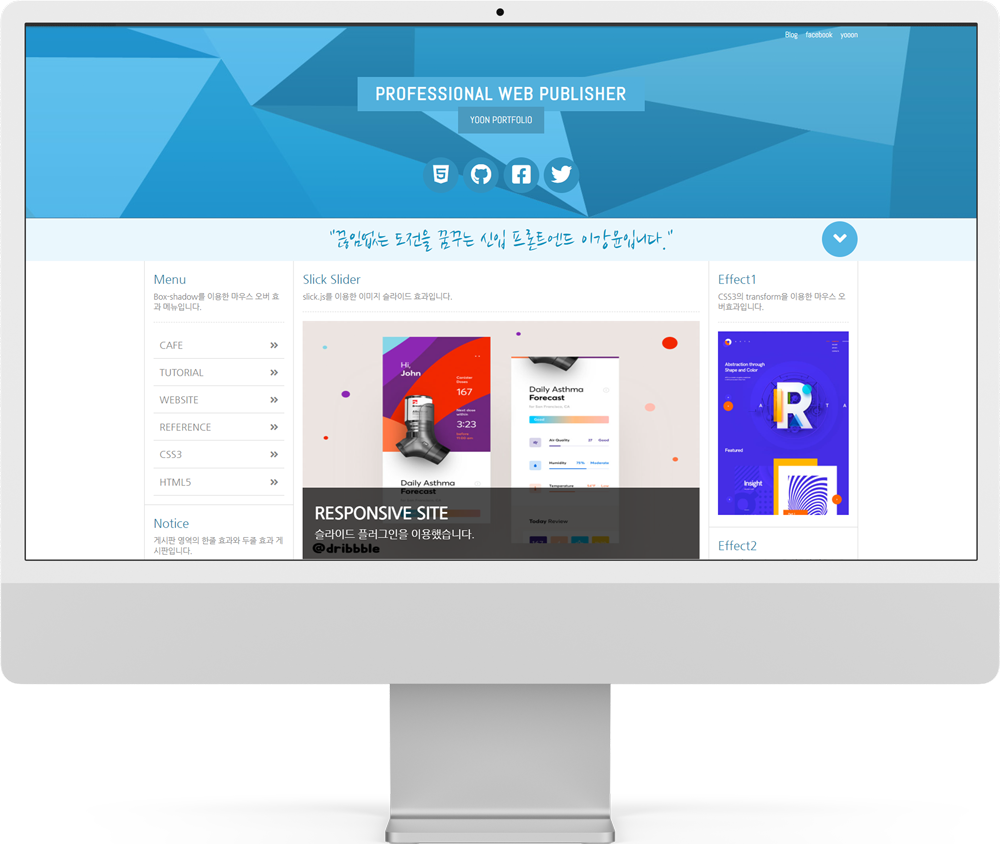 Blog facebook yooon
PROFESSIONAL WEB PUBLISHER
YOON PORTFOLIO
"끊임없는 도전을 꿈꾸는 신입 프론트엔드 이강윤입니다."
Menu
Box-shadow를 이용한 마우스 오버 효
과 메뉴입니다.
CAFE
TUTORIAL
WEBSITE
REFERENCE
CSS3
HTML5
Notice
게시판 영역의 한줄 효과와 두줄 효과 게
시판입니다.
Slick Slider
slick.js를 이용한 이미지 슬라이드 효과입니다.
Hi,
John
167
3:23
Daily Asthma
Forecast
Daily Asthma
Forecast
Air Quality
Good
Humidity
Moderate
Temperature
Today Review
RESPONSIVE SITE
슬라이드 플러그인을 이용했습니다.
@dribbble
Effect1
CSS3의 transform을 이용한 마우스 오
버효과입니다.
Abstraction through
Shape and Color
A R T A
Featured
Insight
Effect2